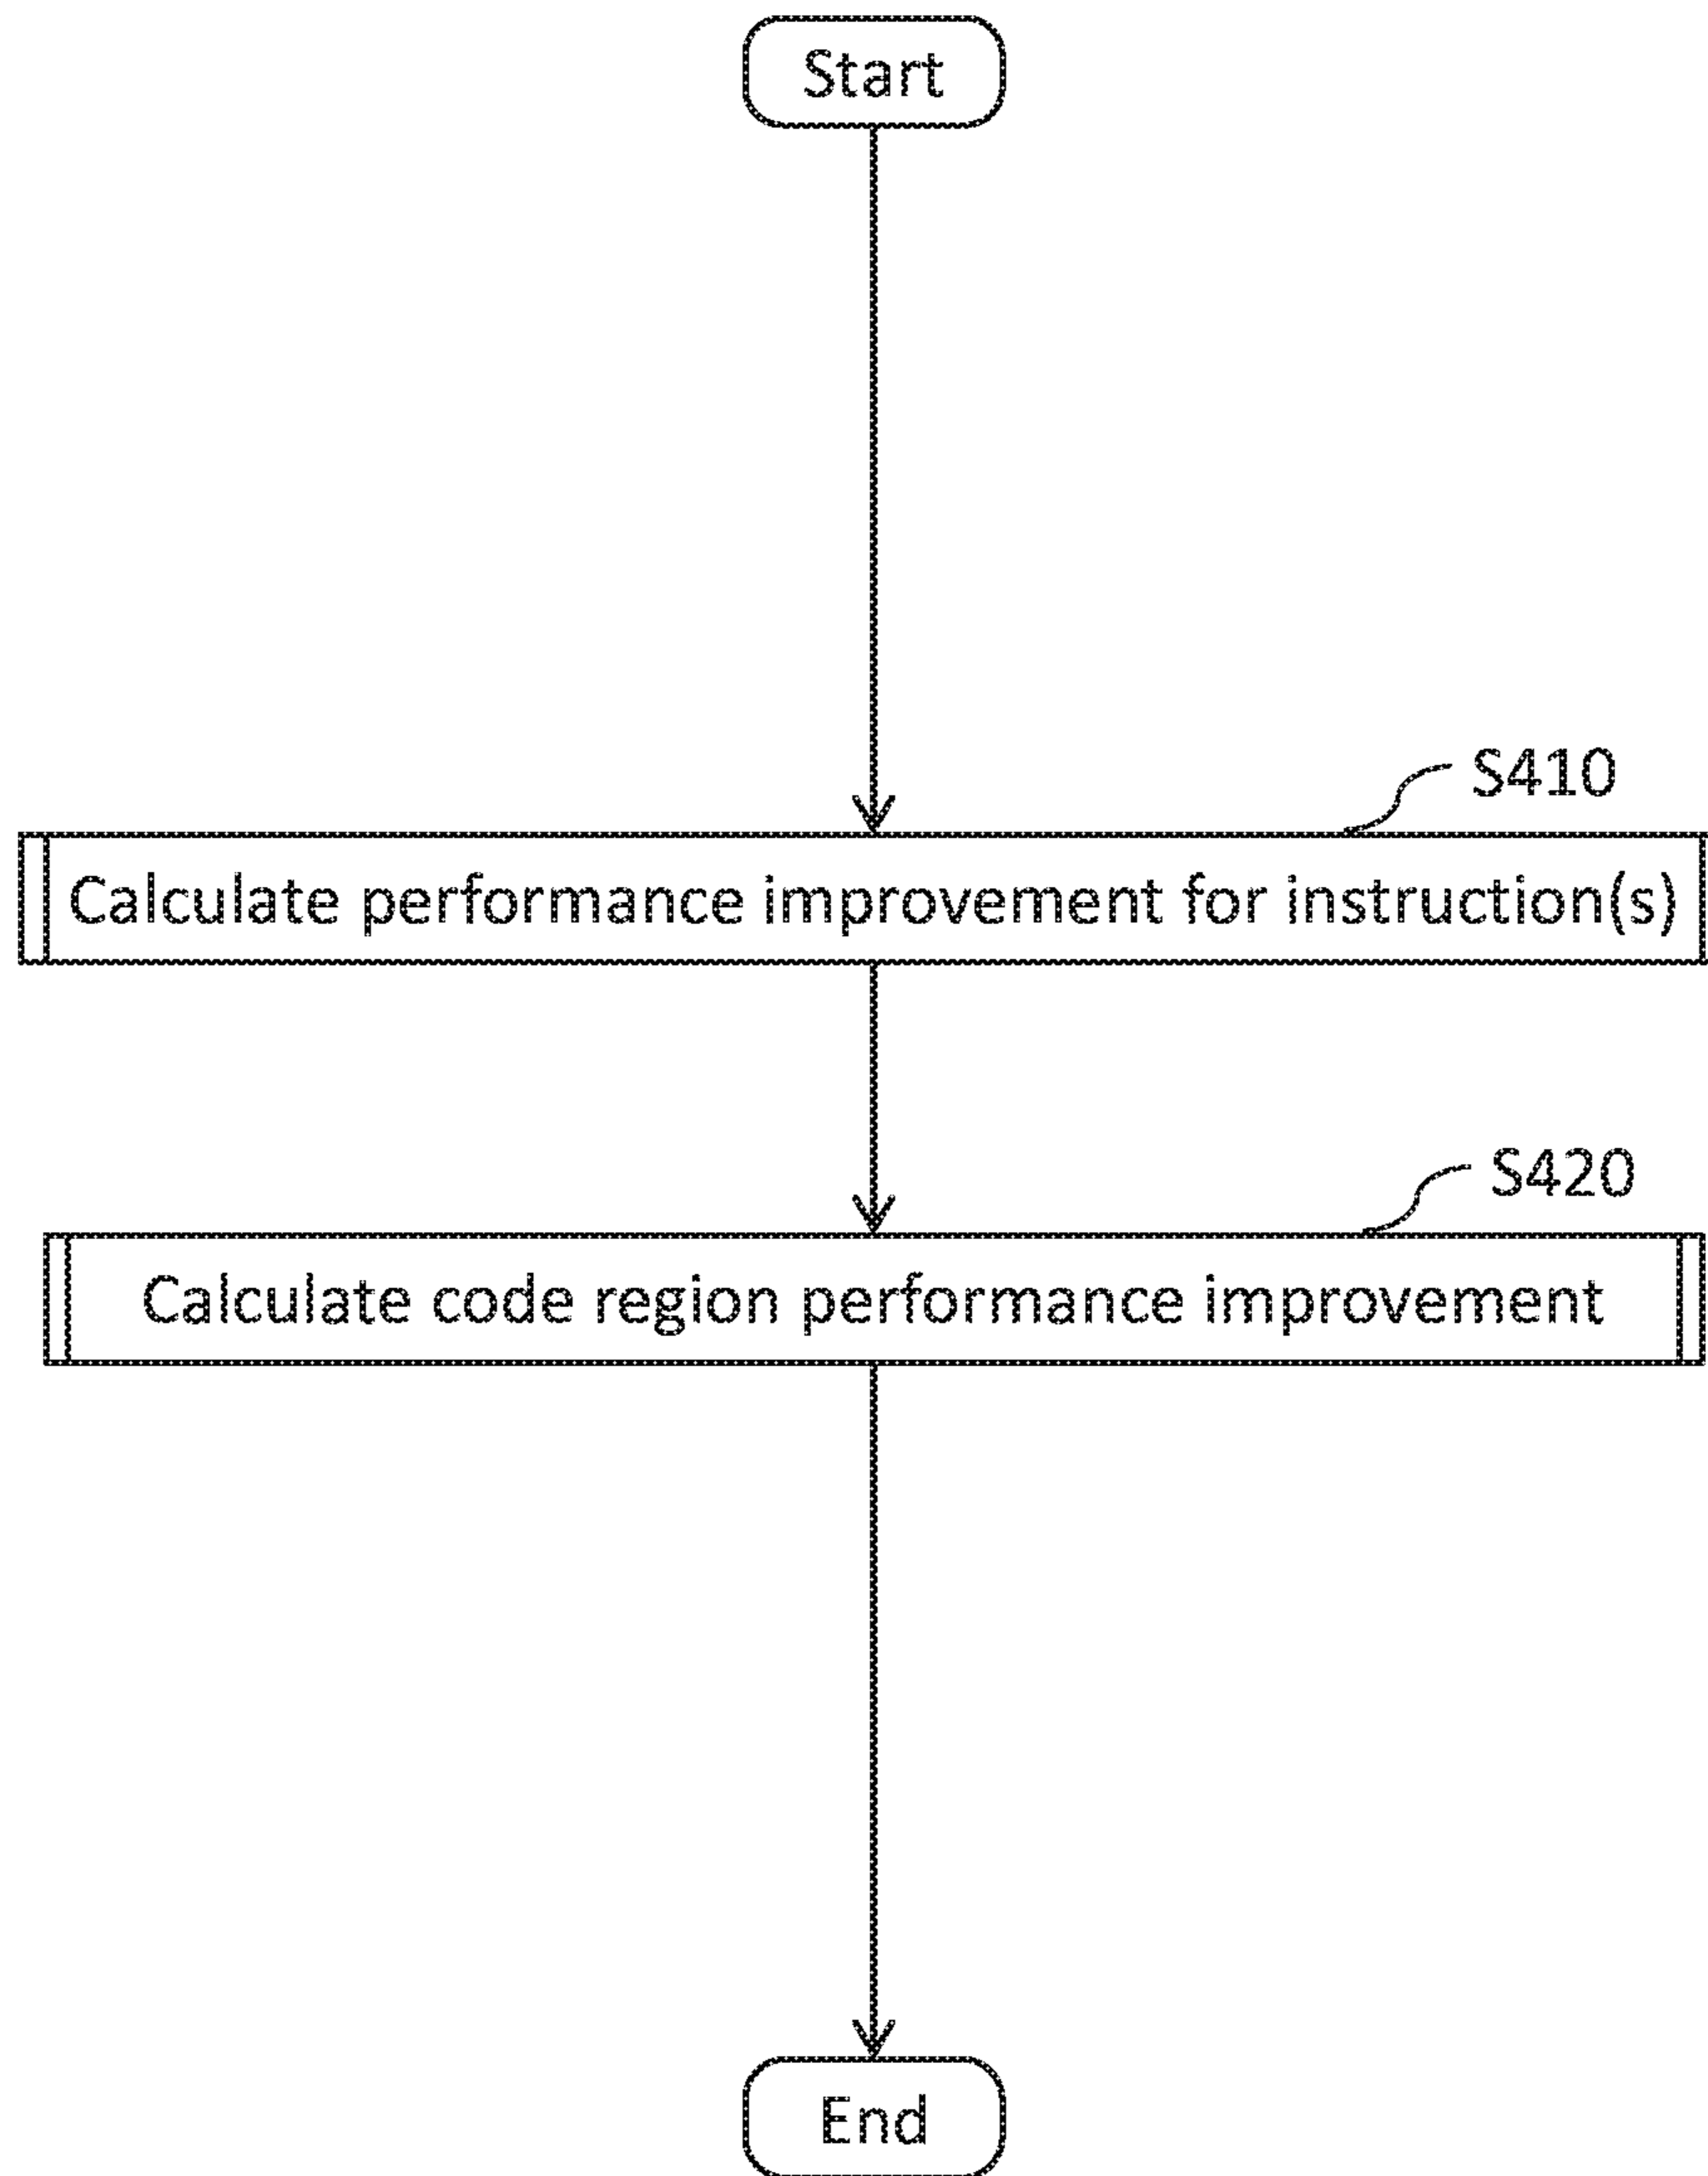 Start
S410
Calculate performance improvement for instruction(s)
S420
Calculate code region performance improvement
End